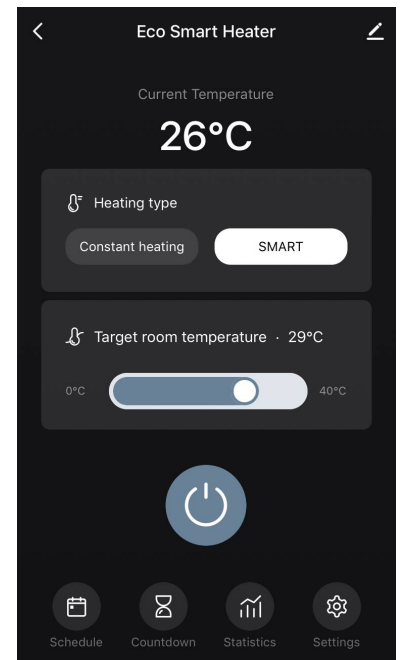 Eco Smart Heater
Current Temperature
26°C
Heating type
Constant heating SMART
Target room temperature · 29°C
0°C 40°C
Schedule Countdown Statistics Settings